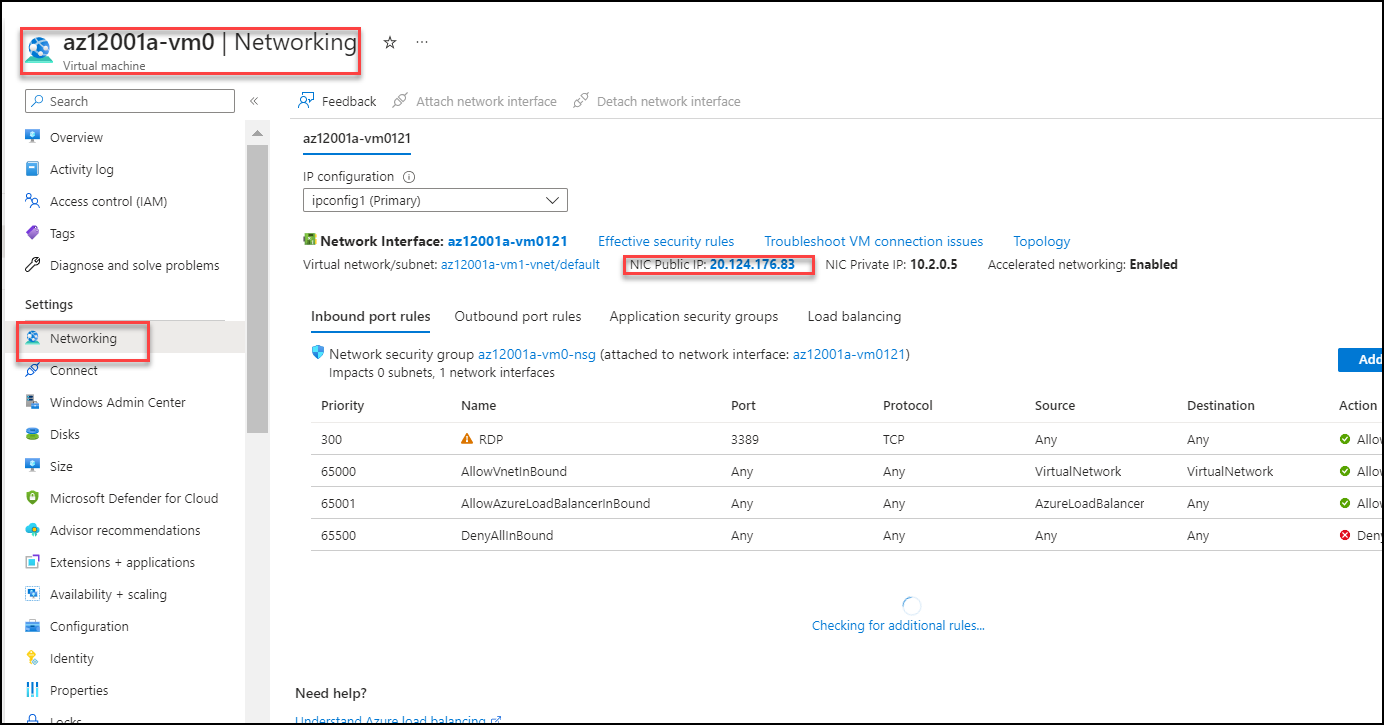 az12001a-vm0 | Networking
Virtual machine
Search
Overview
Activity log
Access control (IAM)
Tags
Diagnose and solve problems
Settings
Networking
Connect
Windows Admin Center
Disks
Size
Microsoft Defender for Cloud
Advisor recommendations
Extensions + applications
Availability + scaling
Configuration
Identity
Properties
Locks
Feedback Attach network interface Detach network interface
az12001a-vm0121
IP configuration
ipconfig1 (Primary)
Network Interface: az12001a-vm0121 Effective security rules Troubleshoot VM connection issues Topology
Virtual network/subnet: az12001a-vm1-vnet/default NIC Public IP: 20.124.176.83 NIC Private IP: 10.2.0.5 Accelerated networking: Enabled
Inbound port rules Outbound port rules Application security groups Load balancing
Network security group az12001a-vm0-nsg (attached to network interface: az12001a-vm0121)
Impacts 0 subnets, 1 network interfaces
Add
Priority Name Port Protocol Source Destination Action
300 RDP 3389 TCP Any Any Allo
65000 AllowVnetInBound Any Any VirtualNetwork VirtualNetwork Allo
65001 AllowAzureLoadBalancerInBound Any Any AzureLoadBalancer Any Allo
65500 DenyAllInBound Any Any Any Any Deny
Checking for additional rules...
Need help?
Understand Azure load balancing